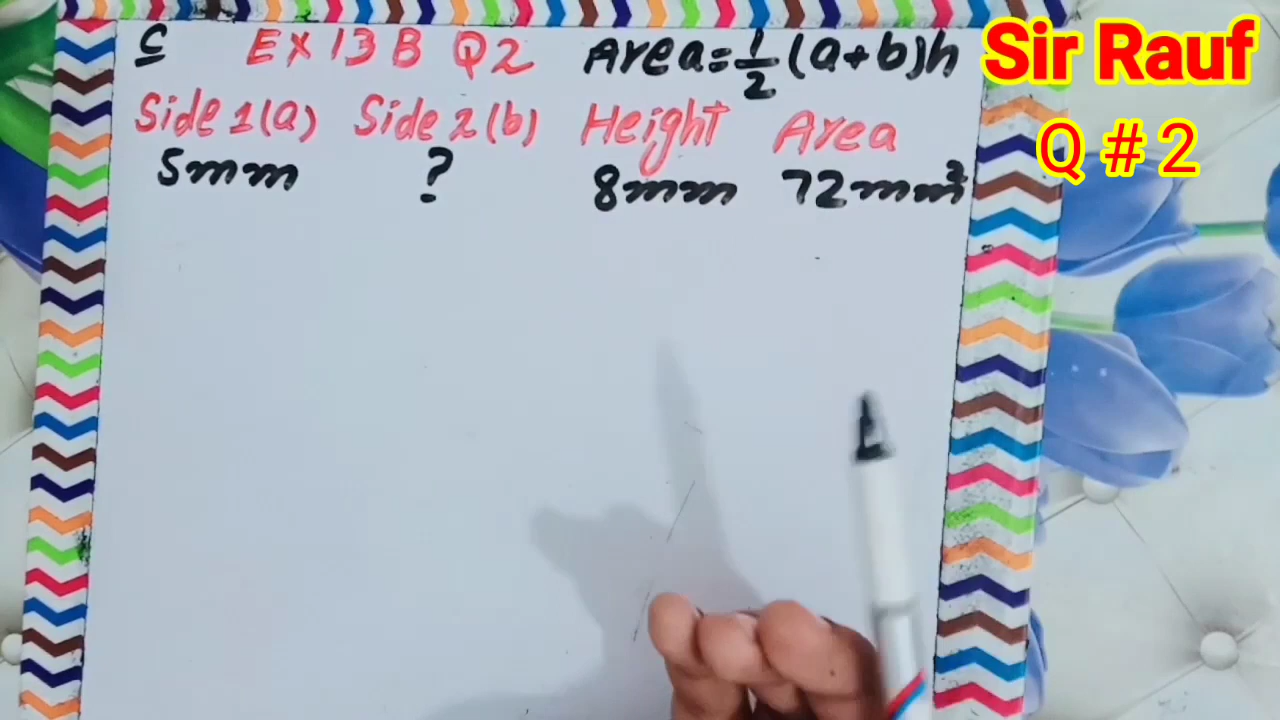 c EX 13 B Q2 Area=1/2(a+b)h
Side 1(a) Side 2(b) Height Area
5mm ? 8mm 72mm²
Sir Rauf
Q # 2